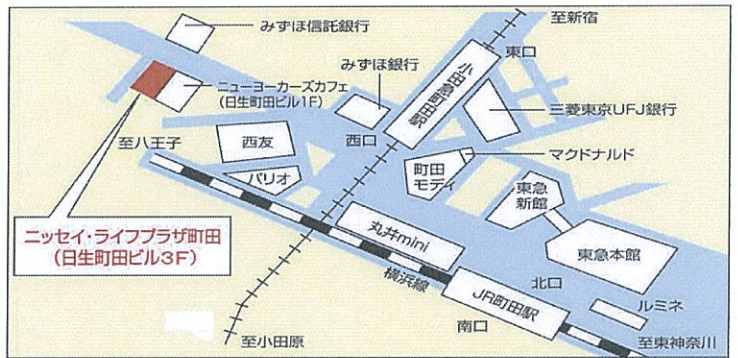 至新宿
みずほ信託銀行
東口
みずほ銀行
小田急町田駅
ニューヨーカーズカフェ
(日生町田ビル1F)
三菱東京UFJ銀行
至八王子
西友
西口
マクドナルド
町田
モディ
パリオ
東急
新館
ニッセイ・ライフプラザ町田
(日生町田ビル3F)
丸井mini
東急本館
横浜線
北口
JR町田駅
ルミネ
南口
至小田原
至東神奈川